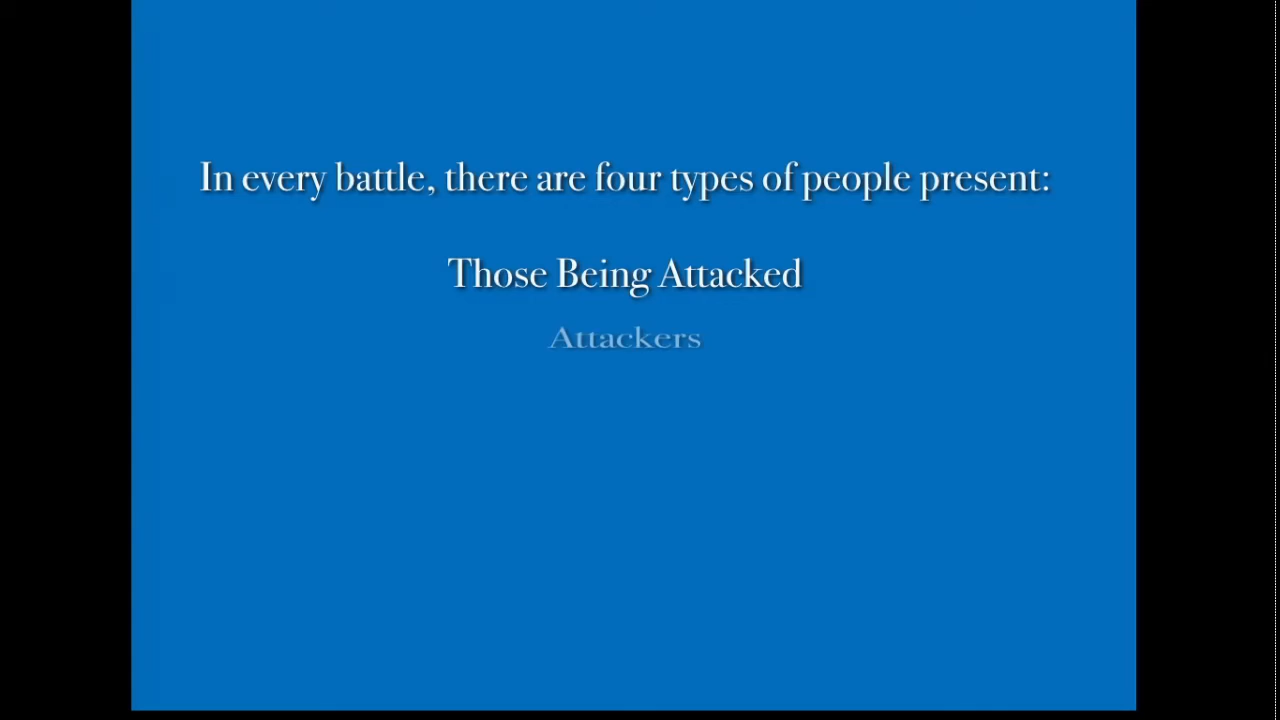 In every battle, there are four types of people present:
Those Being Attacked
Attackers